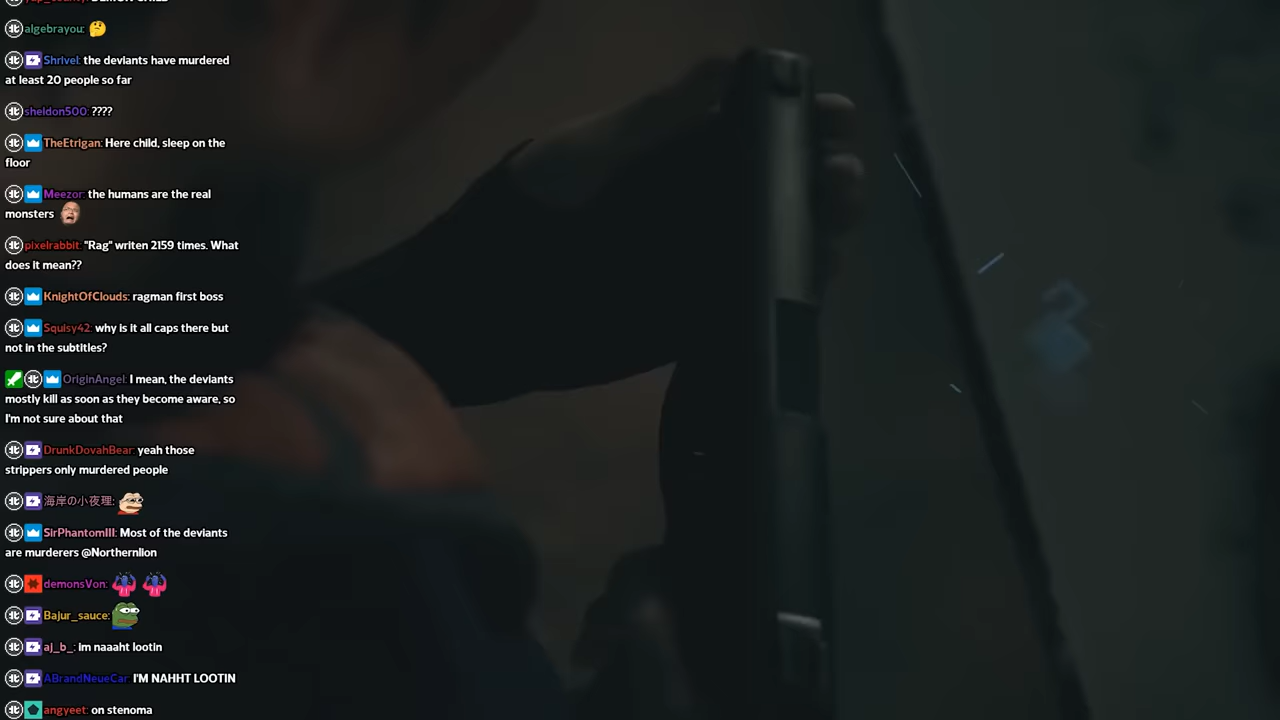 algebrayou: 🤔
Shrivel: the deviants have murdered
at least 20 people so far
sheldon500: ????
TheEtrigan: Here child, sleep on the
floor
Meezor: the humans are the real
monsters
pixelrabbit: "Rag" writen 2159 times. What
does it mean??
KnightOfClouds: ragman first boss
Squisy42: why is it all caps there but
not in the subtitles?
OriginAngel: I mean, the deviants
mostly kill as soon as they become aware, so
I'm not sure about that
DrunkDovahBear: yeah those
strippers only murdered people
海岸の小夜理:
SirPhantomIII: Most of the deviants
are murderers @Northernlion
demonsVon:
Bajur_sauce:
aj_b_: im naaaht lootin
ABrandNeueCar: I'M NAHHT LOOTIN
angyeet: on stenoma